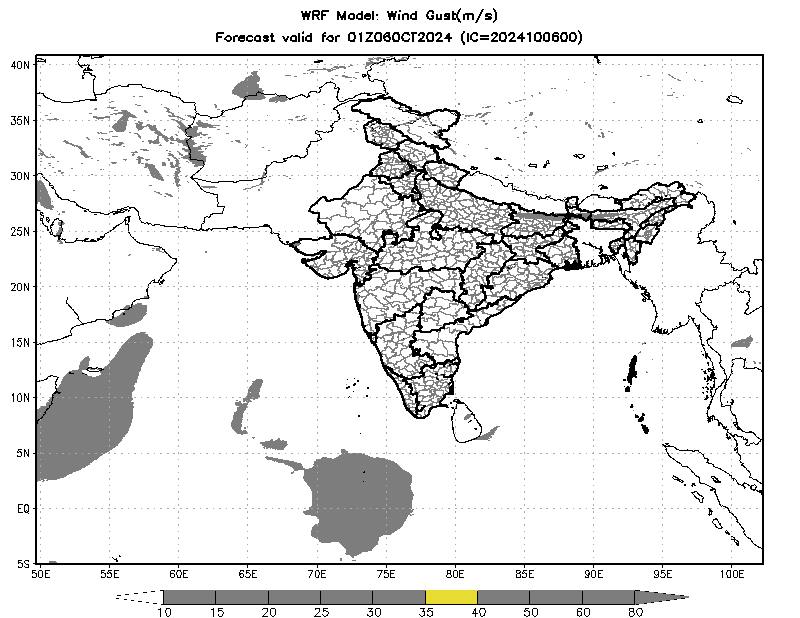 WRF Model: Wind Gust(m/s)
Forecast valid for 01Z06OCT2024 (IC=2024100600)
40N
35N
30N
25N
20N
15N
10N
5N
EQ
5S
50E 55E 60E 65E 70E 75E 80E 85E 90E 95E 100E
10 15 20 25 30 35 40 50 60 80